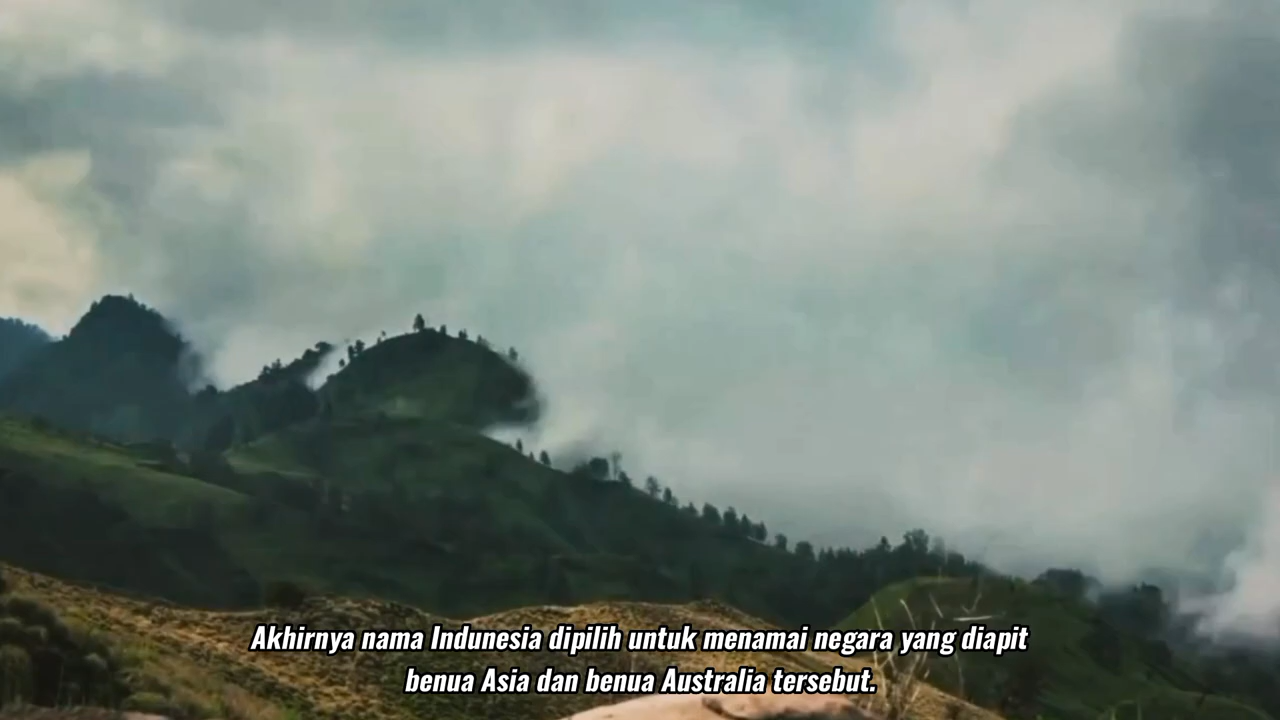 Akhirnya nama Indunesia dipilih untuk menamai negara yang diapit
benua Asia dan benua Australia tersebut.